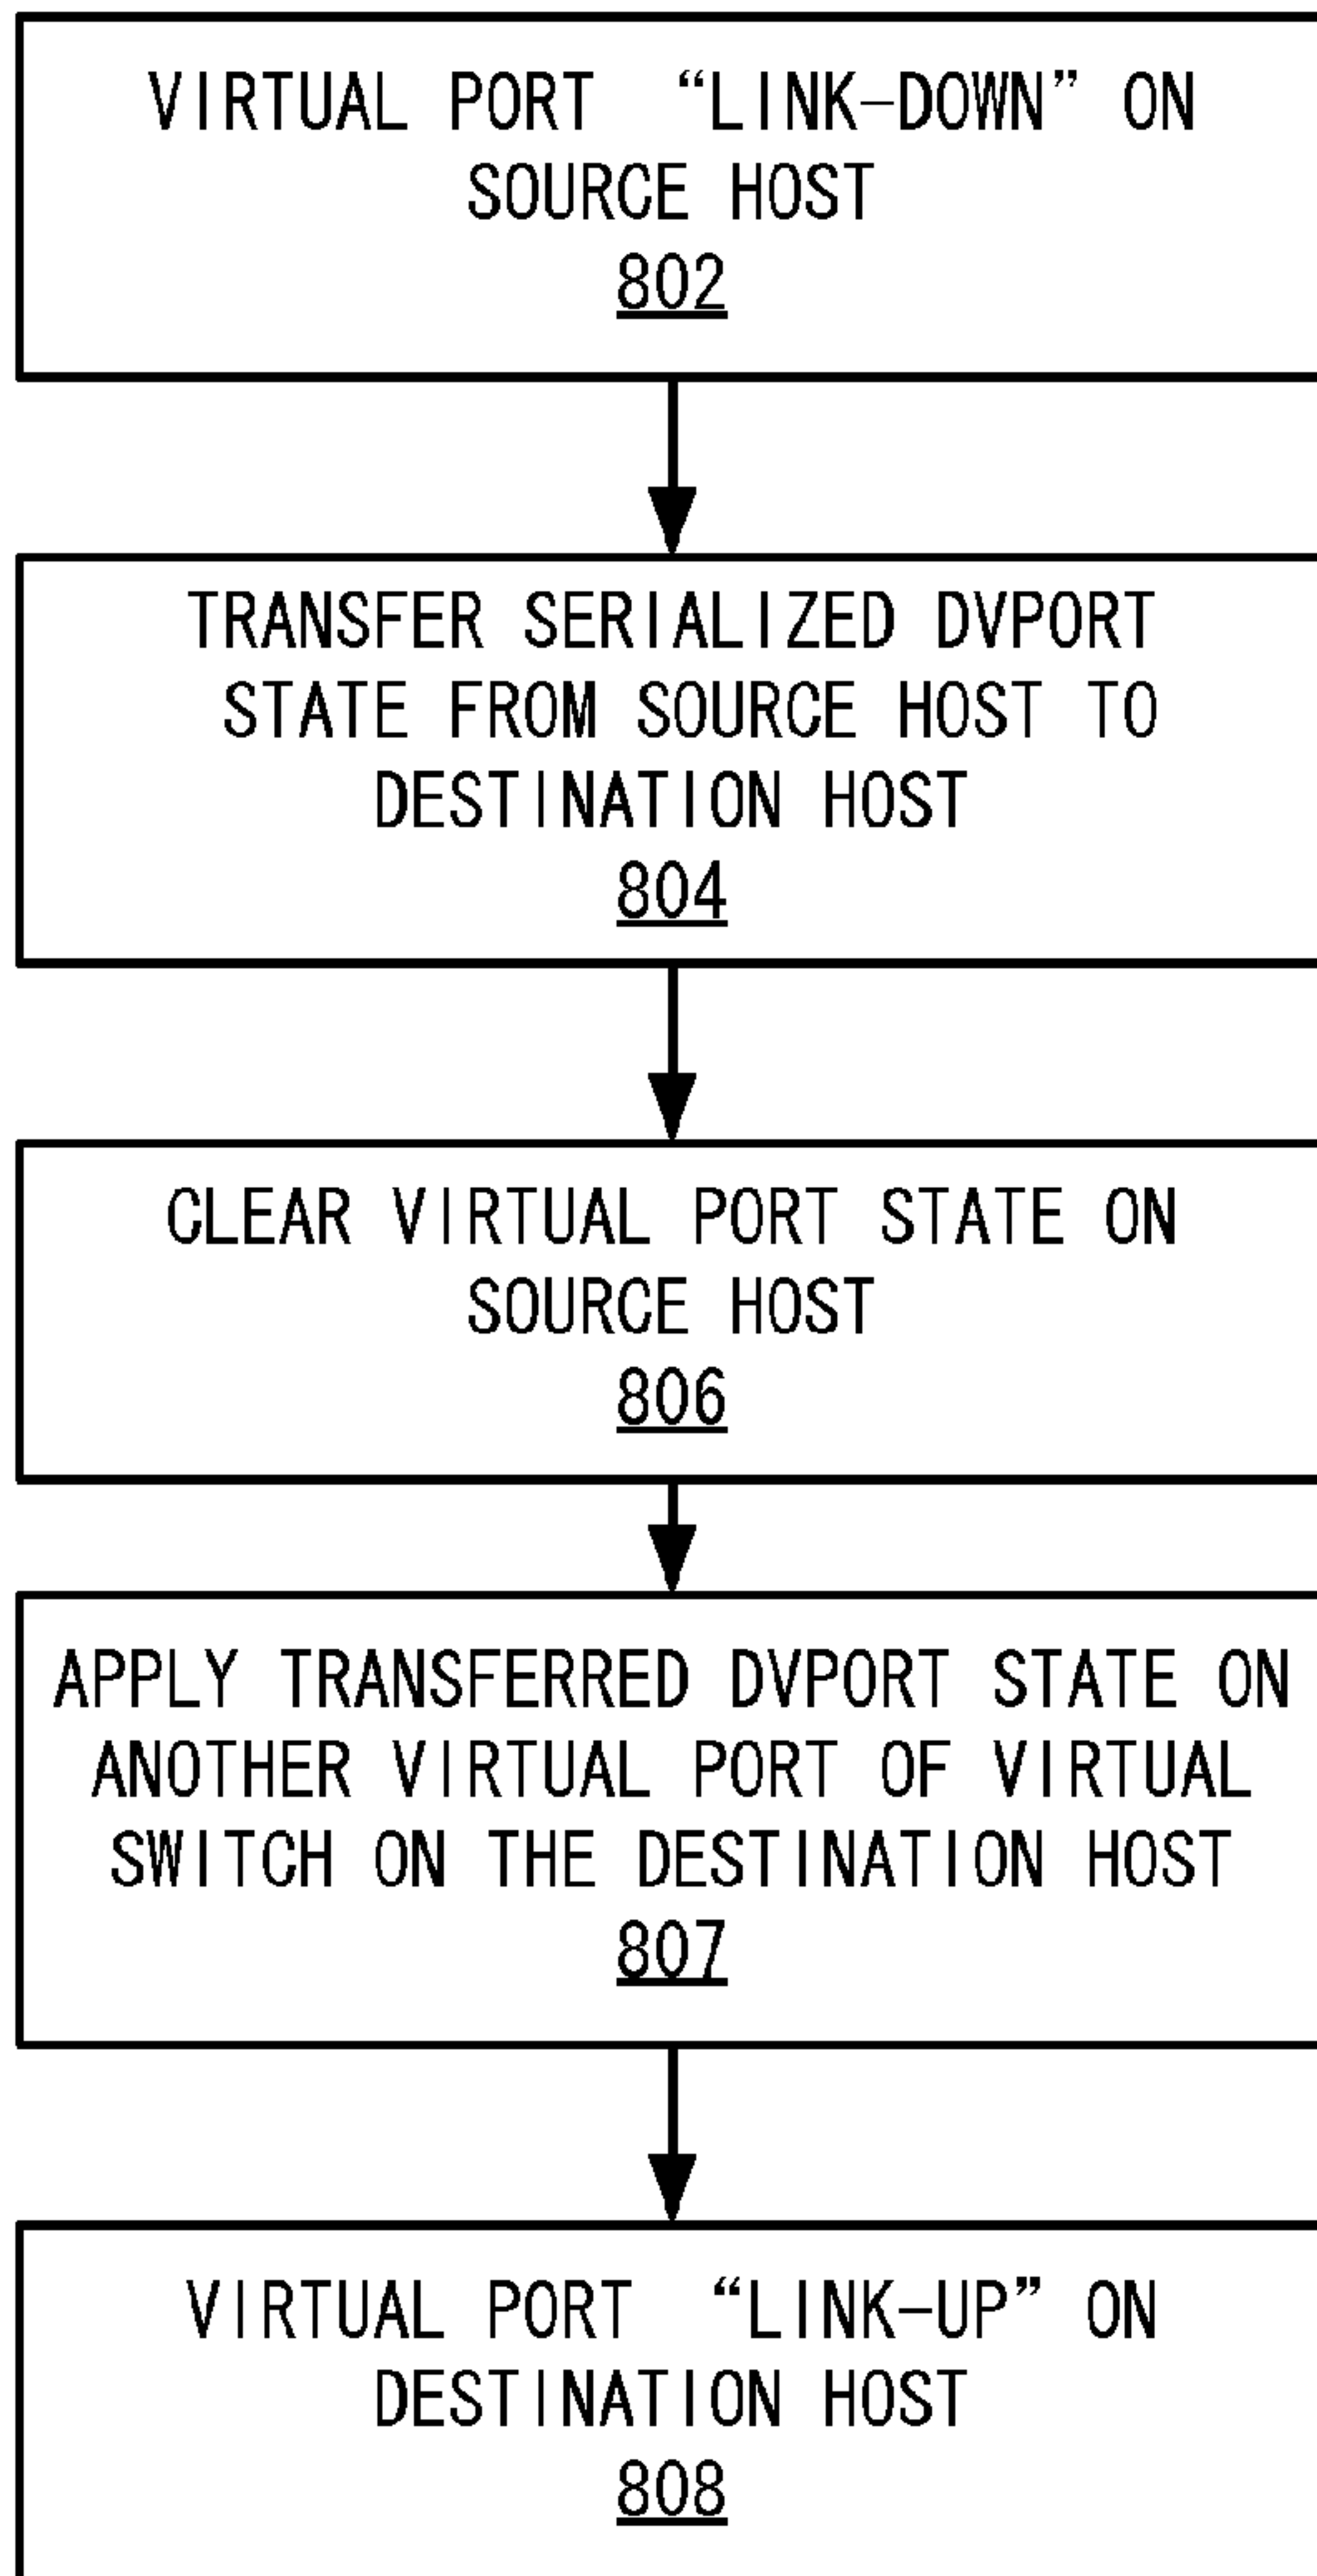 VIRTUAL PORT “LINK-DOWN” ON
SOURCE HOST
802
TRANSFER SERIALIZED DVPORT
STATE FROM SOURCE HOST TO
DESTINATION HOST
804
CLEAR VIRTUAL PORT STATE ON
SOURCE HOST
806
APPLY TRANSFERRED DVPORT STATE ON
ANOTHER VIRTUAL PORT OF VIRTUAL
SWITCH ON THE DESTINATION HOST
807
VIRTUAL PORT “LINK-UP” ON
DESTINATION HOST
808